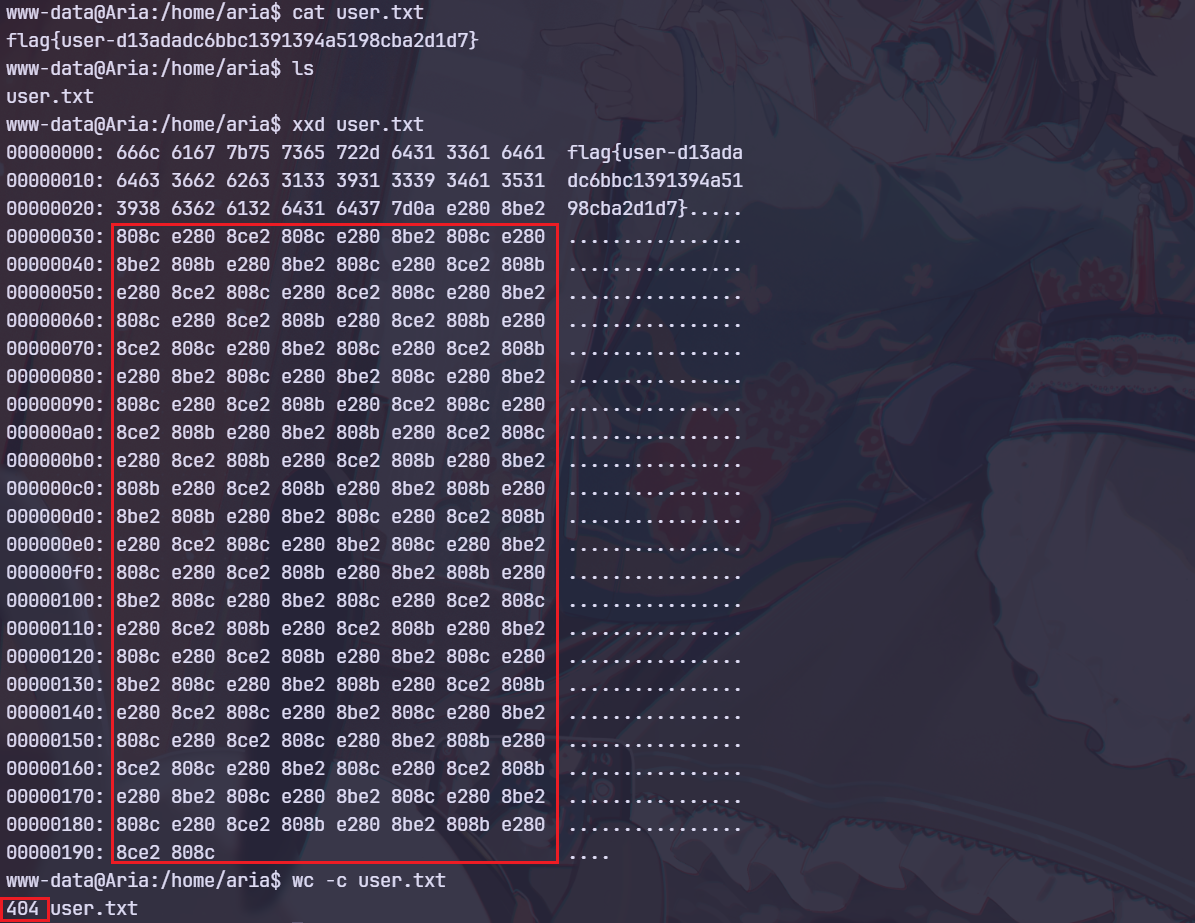 www-data@Aria:/home/aria$ cat user.txt
flag{user-d13adadc6bbc1391394a5198cba2d1d7}
www-data@Aria:/home/aria$ ls
user.txt
www-data@Aria:/home/aria$ xxd user.txt
00000000: 666c 6167 7b75 7365 722d 6431 3361 6461  flag{user-d13ada
00000010: 6463 3662 6263 3133 3931 3339 3461 3531  dc6bbc1391394a51
00000020: 3938 6362 6132 6431 6437 7d0a e280 8be2  98cba2d1d7}.....
00000030: 808c e280 8ce2 808c e280 8be2 808c e280  ................
00000040: 8be2 808b e280 8be2 808c e280 8ce2 808b  ................
00000050: e280 8ce2 808c e280 8ce2 808c e280 8be2  ................
00000060: 808c e280 8ce2 808b e280 8ce2 808b e280  ................
00000070: 8ce2 808c e280 8be2 808c e280 8ce2 808b  ................
00000080: e280 8be2 808c e280 8be2 808c e280 8be2  ................
00000090: 808c e280 8ce2 808b e280 8ce2 808c e280  ................
000000a0: 8ce2 808b e280 8be2 808b e280 8ce2 808c  ................
000000b0: e280 8ce2 808b e280 8ce2 808b e280 8be2  ................
000000c0: 808b e280 8ce2 808b e280 8be2 808b e280  ................
000000d0: 8be2 808b e280 8be2 808c e280 8ce2 808b  ................
000000e0: e280 8ce2 808c e280 8be2 808c e280 8be2  ................
000000f0: 808c e280 8ce2 808b e280 8be2 808b e280  ................
00000100: 8be2 808c e280 8be2 808c e280 8ce2 808c  ................
00000110: e280 8ce2 808b e280 8ce2 808b e280 8be2  ................
00000120: 808c e280 8ce2 808b e280 8be2 808c e280  ................
00000130: 8be2 808c e280 8be2 808b e280 8ce2 808b  ................
00000140: e280 8ce2 808c e280 8be2 808c e280 8be2  ................
00000150: 808c e280 8ce2 808c e280 8be2 808b e280  ................
00000160: 8ce2 808c e280 8be2 808c e280 8ce2 808b  ................
00000170: e280 8be2 808c e280 8be2 808c e280 8be2  ................
00000180: 808c e280 8ce2 808b e280 8be2 808b e280  ................
00000190: 8ce2 808c  ....
www-data@Aria:/home/aria$ wc -c user.txt
404 user.txt